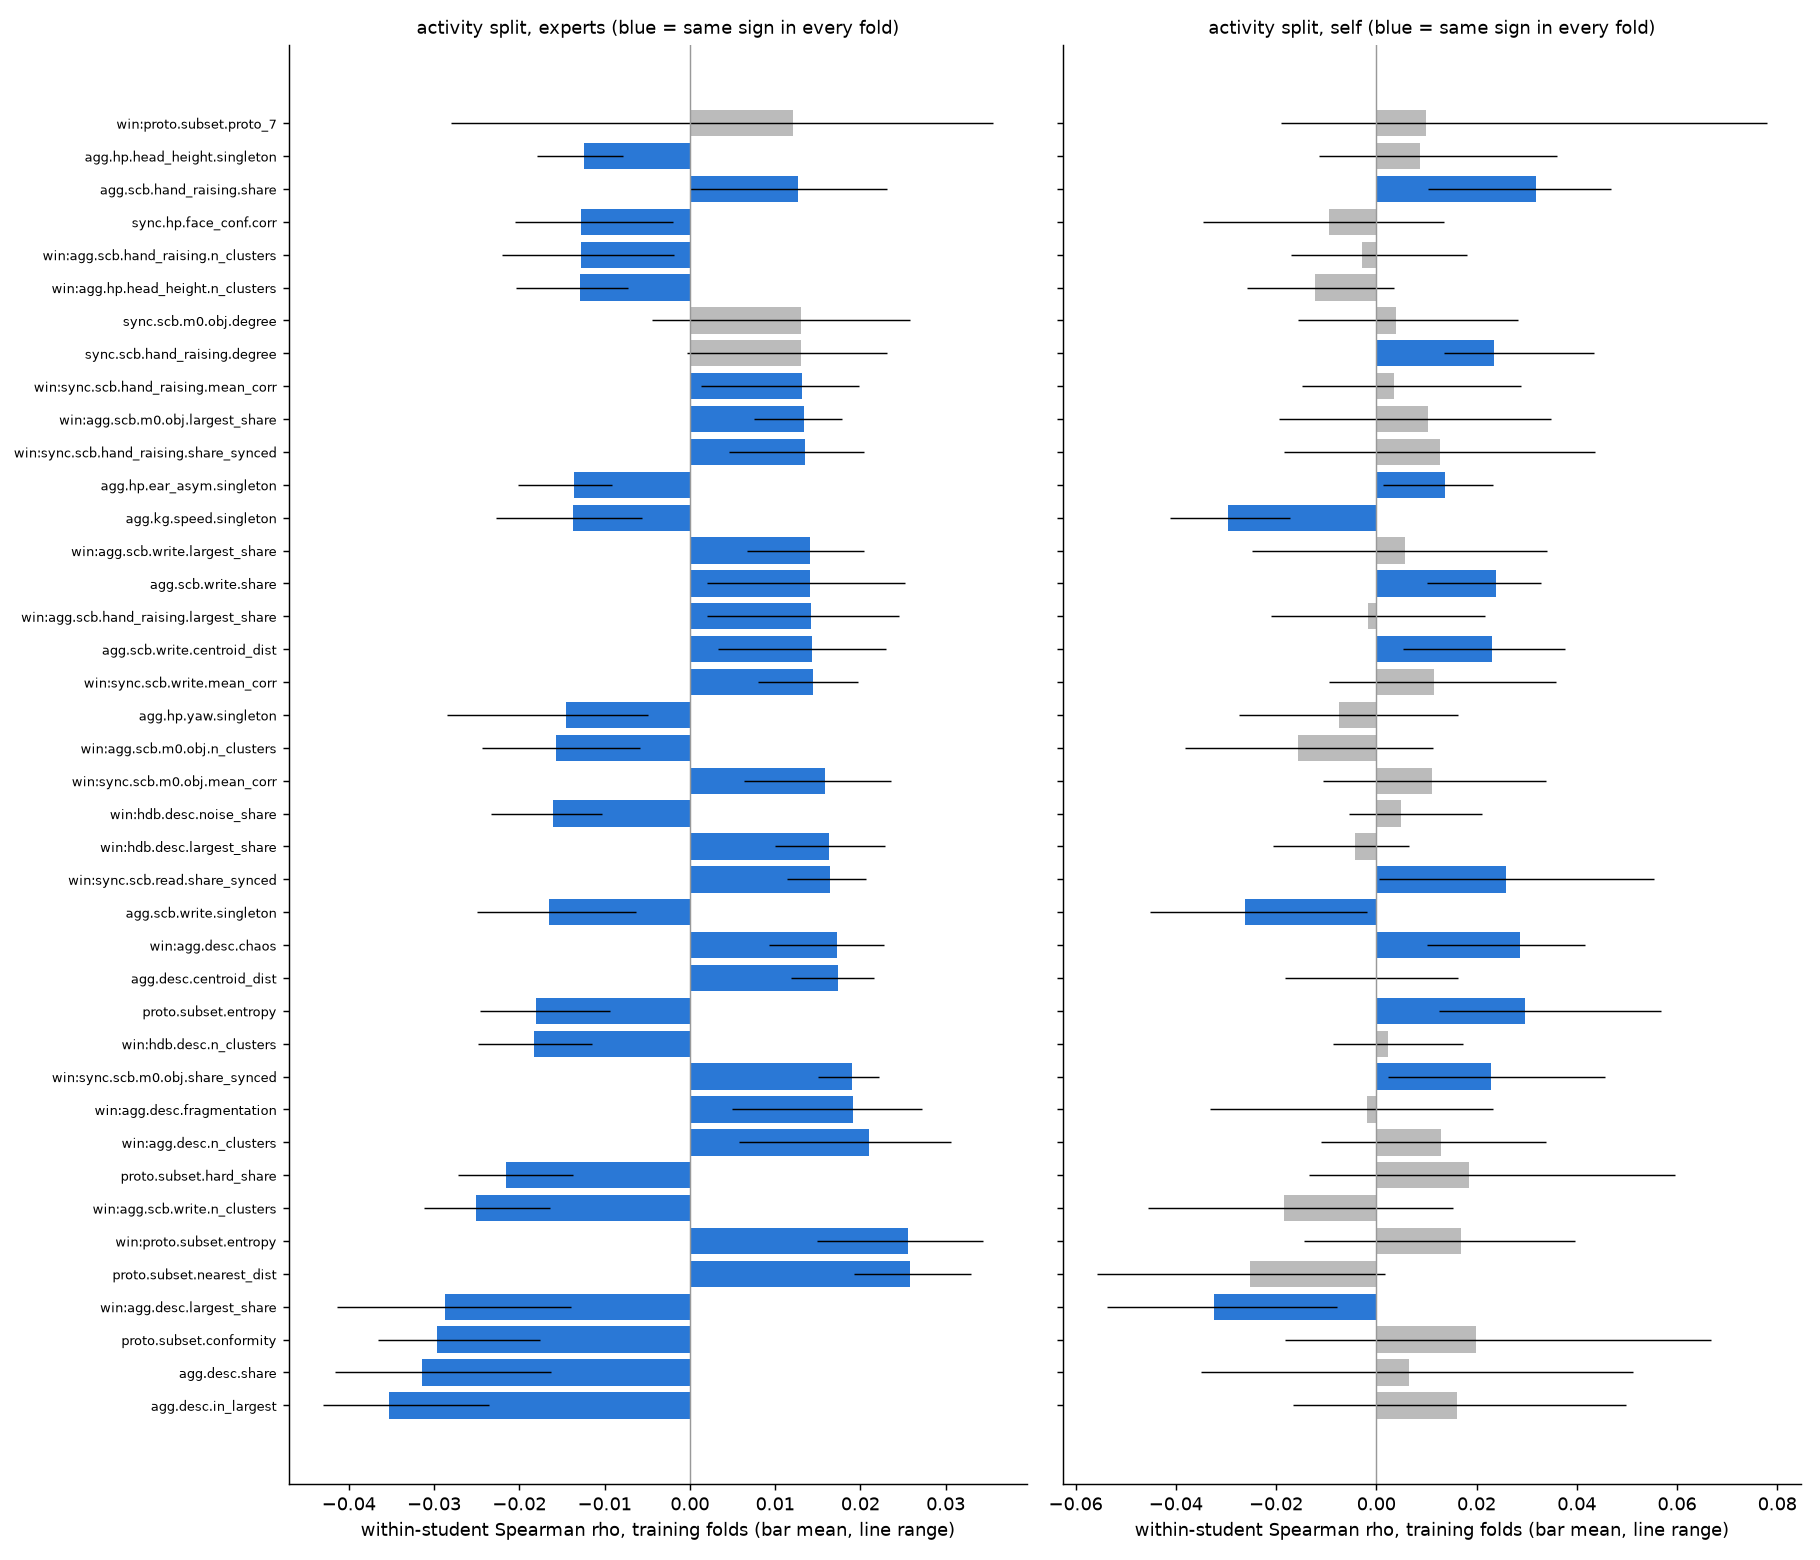 activity split, experts (blue = same sign in every fold)
activity split, self (blue = same sign in every fold)
win:proto.subset.proto_7
agg.hp.head_height.singleton
agg.scb.hand_raising.share
sync.hp.face_conf.corr
win:agg.scb.hand_raising.n_clusters
win:agg.hp.head_height.n_clusters
sync.scb.m0.obj.degree
sync.scb.hand_raising.degree
win:sync.scb.hand_raising.mean_corr
win:agg.scb.m0.obj.largest_share
win:sync.scb.hand_raising.share_synced
agg.hp.ear_asym.singleton
agg.kg.speed.singleton
win:agg.scb.write.largest_share
agg.scb.write.share
win:agg.scb.hand_raising.largest_share
agg.scb.write.centroid_dist
win:sync.scb.write.mean_corr
agg.hp.yaw.singleton
win:agg.scb.m0.obj.n_clusters
win:sync.scb.m0.obj.mean_corr
win:hdb.desc.noise_share
win:hdb.desc.largest_share
win:sync.scb.read.share_synced
agg.scb.write.singleton
win:agg.desc.chaos
agg.desc.centroid_dist
proto.subset.entropy
win:hdb.desc.n_clusters
win:sync.scb.m0.obj.share_synced
win:agg.desc.fragmentation
win:agg.desc.n_clusters
proto.subset.hard_share
win:agg.scb.write.n_clusters
win:proto.subset.entropy
proto.subset.nearest_dist
win:agg.desc.largest_share
proto.subset.conformity
agg.desc.share
agg.desc.in_largest
−0.04 −0.03 −0.02 −0.01 0.00 0.01 0.02 0.03
within-student Spearman rho, training folds (bar mean, line range)
−0.06 −0.04 −0.02 0.00 0.02 0.04 0.06 0.08
within-student Spearman rho, training folds (bar mean, line range)